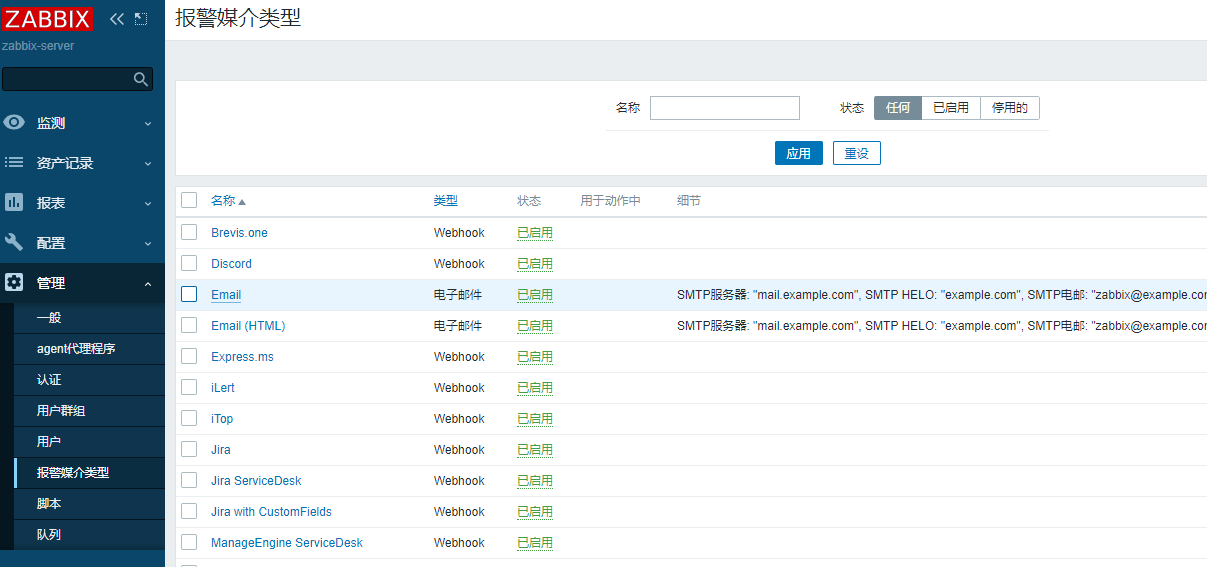 ZABBIX
zabbix-server
监测
资产记录
报表
配置
管理
一般
agent代理程序
认证
用户群组
用户
报警媒介类型
脚本
队列
报警媒介类型
名称 状态 任何 已启用 停用的
应用 重设
名称 类型 状态 用于动作中 细节
Brevis.one Webhook 已启用
Discord Webhook 已启用
Email 电子邮件 已启用 SMTP服务器: "mail.example.com", SMTP HELO: "example.com", SMTP电邮: "zabbix@example.con
Email (HTML) 电子邮件 已启用 SMTP服务器: "mail.example.com", SMTP HELO: "example.com", SMTP电邮: "zabbix@example.con
Express.ms Webhook 已启用
iLert Webhook 已启用
iTop Webhook 已启用
Jira Webhook 已启用
Jira ServiceDesk Webhook 已启用
Jira with CustomFields Webhook 已启用
ManageEngine ServiceDesk Webhook 已启用